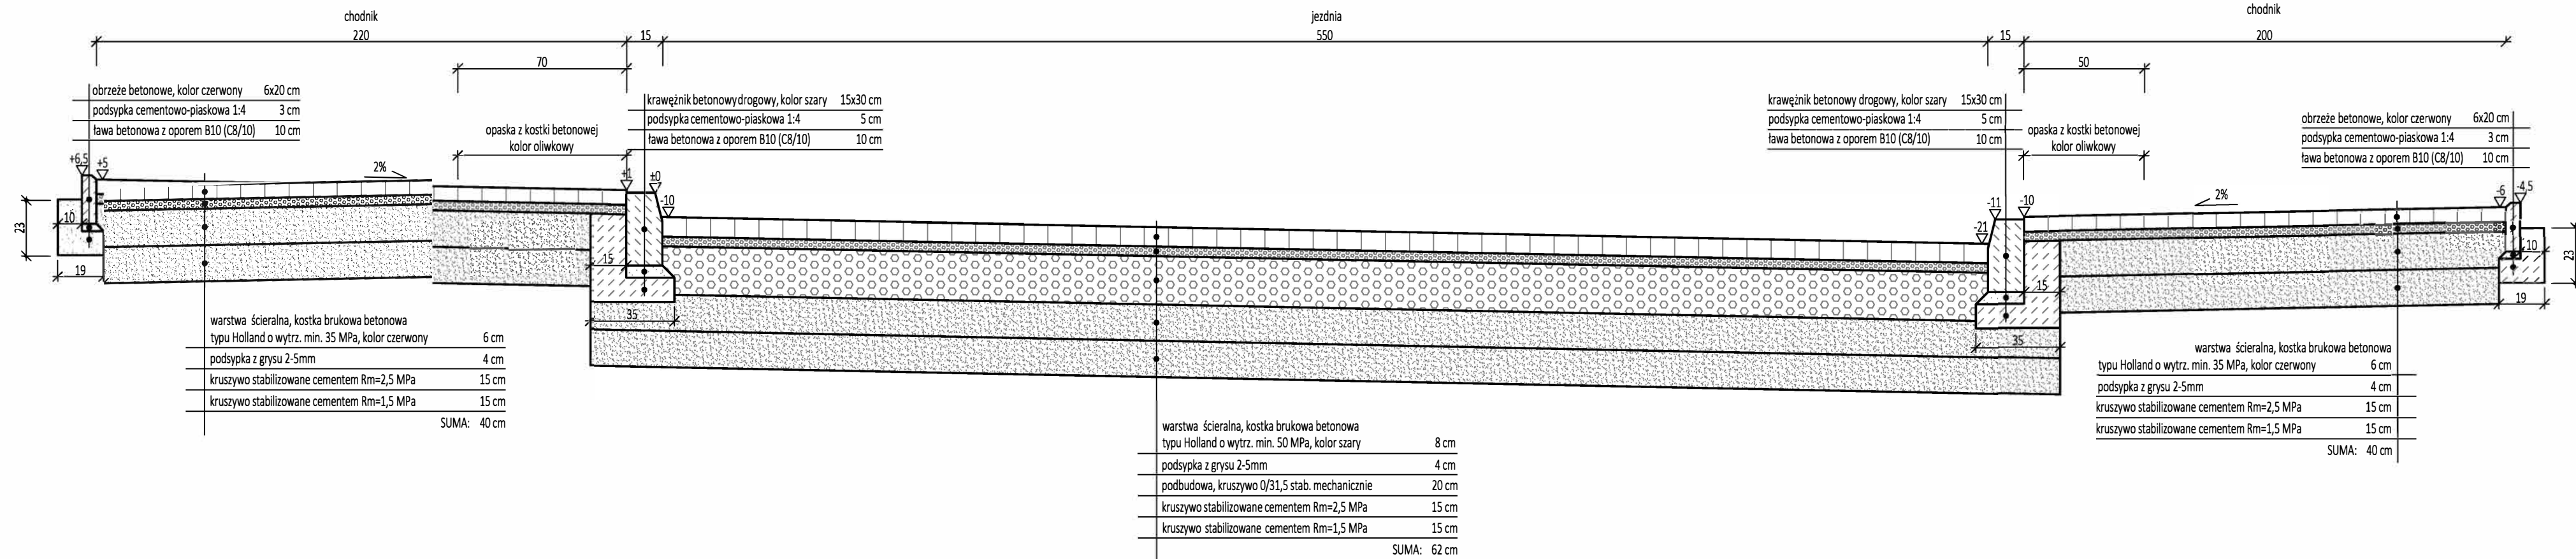 chodnik
220
15
jezdnia
550
15
chodnik
200
70
50
obrzeże betonowe, kolor czerwony 6x20 cm
podsypka cementowo-piaskowa 1:4 3 cm
ława betonowa z oporem B10 (C8/10) 10 cm
opaska z kostki betonowej
kolor oliwkowy
krawężnik betonowy drogowy, kolor szary 15x30 cm
podsypka cementowo-piaskowa 1:4 5 cm
ława betonowa z oporem B10 (C8/10) 10 cm
krawężnik betonowy drogowy, kolor szary 15x30 cm
podsypka cementowo-piaskowa 1:4 5 cm
ława betonowa z oporem B10 (C8/10) 10 cm
opaska z kostki betonowej
kolor oliwkowy
obrzeże betonowe, kolor czerwony 6x20 cm
podsypka cementowo-piaskowa 1:4 3 cm
ława betonowa z oporem B10 (C8/10) 10 cm
+6,5
+5
2%
+1
±0
-10
-11
-10
-21
2%
-6
-4,5
23
10
19
15
35
15
35
10
23
19
warstwa ścieralna, kostka brukowa betonowa
typu Holland o wytrz. min. 35 MPa, kolor czerwony 6 cm
podsypka z grysu 2-5mm 4 cm
kruszywo stabilizowane cementem Rm=2,5 MPa 15 cm
kruszywo stabilizowane cementem Rm=1,5 MPa 15 cm
SUMA: 40 cm
warstwa ścieralna, kostka brukowa betonowa
typu Holland o wytrz. min. 50 MPa, kolor szary 8 cm
podsypka z grysu 2-5mm 4 cm
podbudowa, kruszywo 0/31,5 stab. mechanicznie 20 cm
kruszywo stabilizowane cementem Rm=2,5 MPa 15 cm
kruszywo stabilizowane cementem Rm=1,5 MPa 15 cm
SUMA: 62 cm
warstwa ścieralna, kostka brukowa betonowa
typu Holland o wytrz. min. 35 MPa, kolor czerwony 6 cm
podsypka z grysu 2-5mm 4 cm
kruszywo stabilizowane cementem Rm=2,5 MPa 15 cm
kruszywo stabilizowane cementem Rm=1,5 MPa 15 cm
SUMA: 40 cm